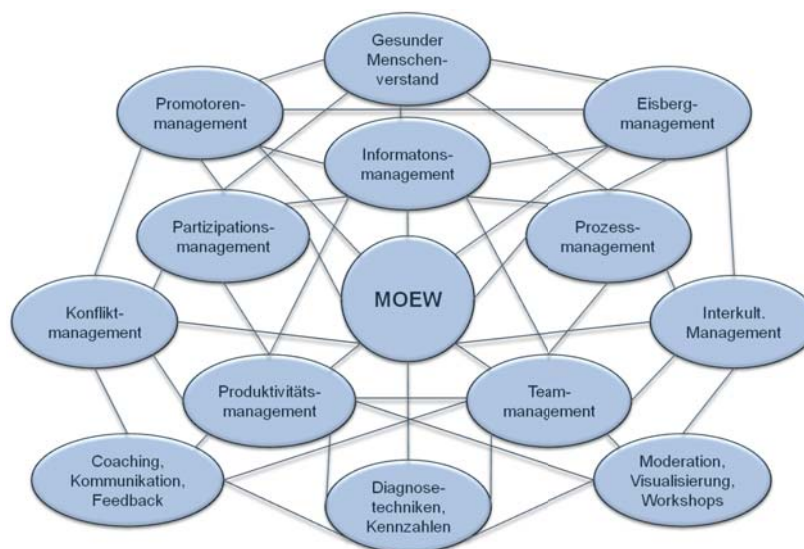 Gesunder
Menschen-
verstand
Promotoren-
management
Eisberg-
management
Informatons-
management
Partizipations-
management
Prozess-
management
MOEW
Konflikt-
management
Interkult.
Management
Produktivitäts-
management
Team-
management
Coaching,
Kommunikation,
Feedback
Diagnose-
techniken,
Kennzahlen
Moderation,
Visualisierung,
Workshops